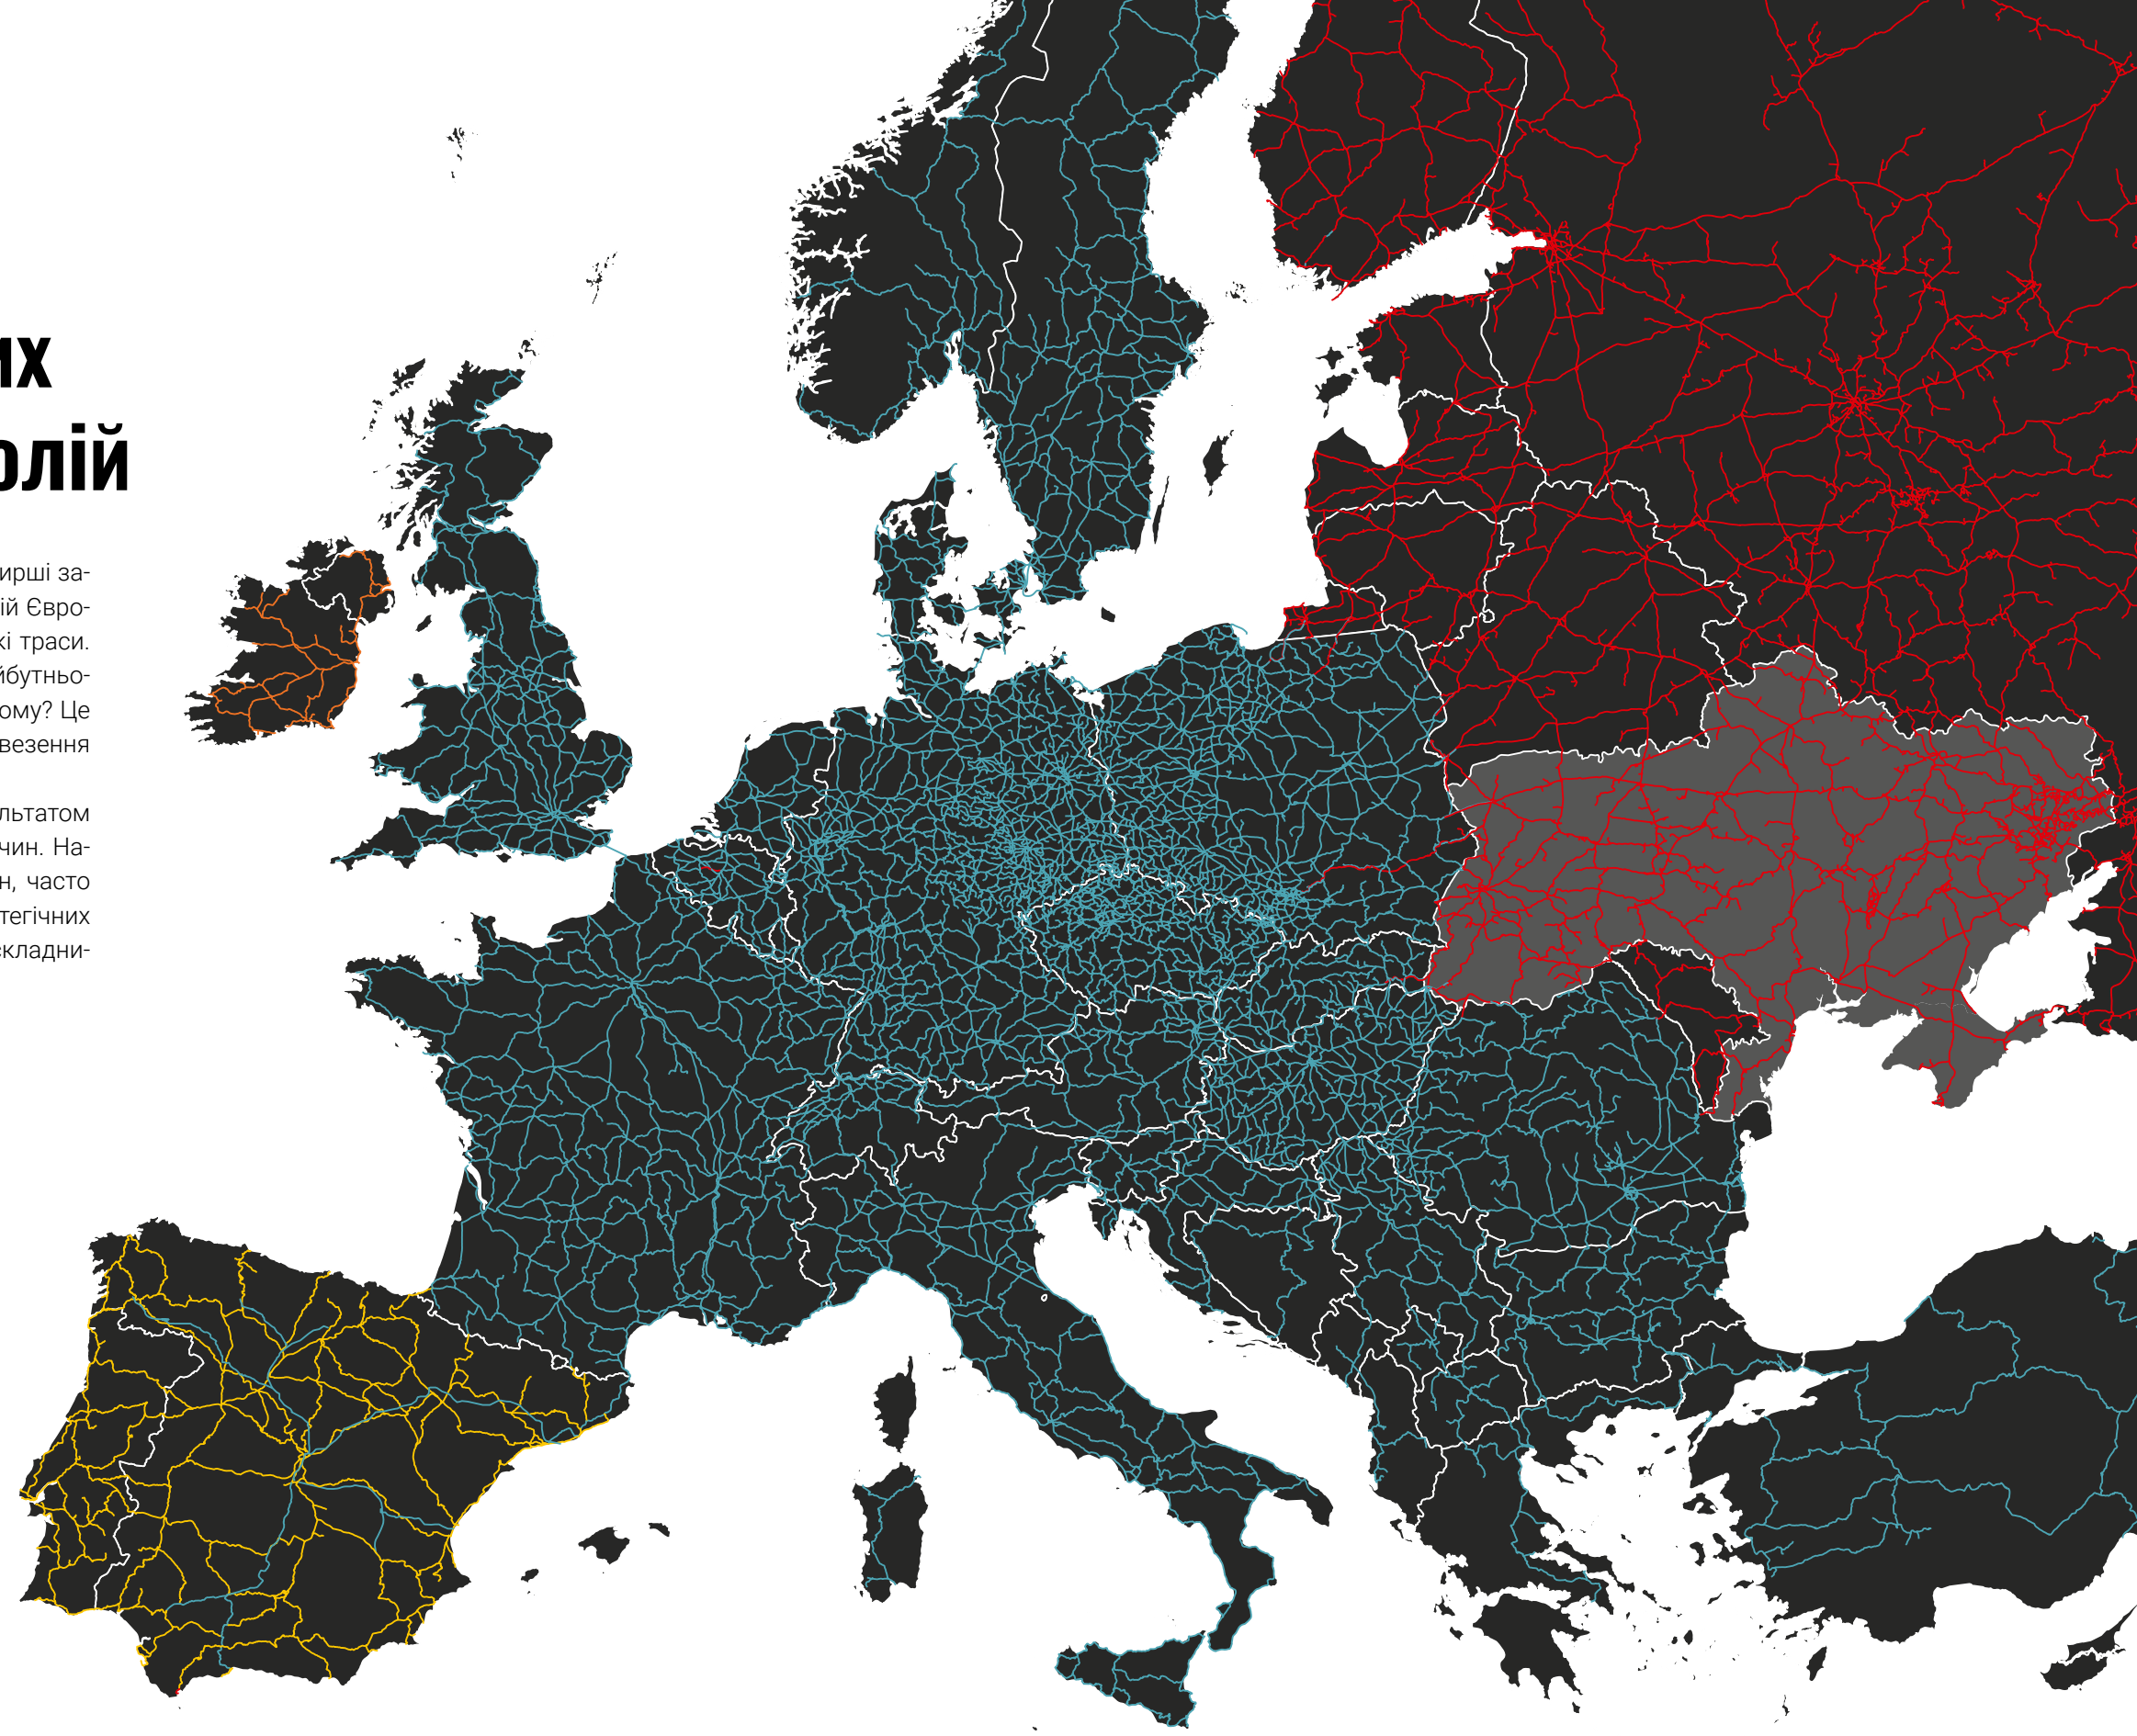 их
олій
ирші за-
ій Євро-
кі траси.
йбутньо-
ому? Це
везення
льтатом
чин. На-
н, часто
тегічних
складни-